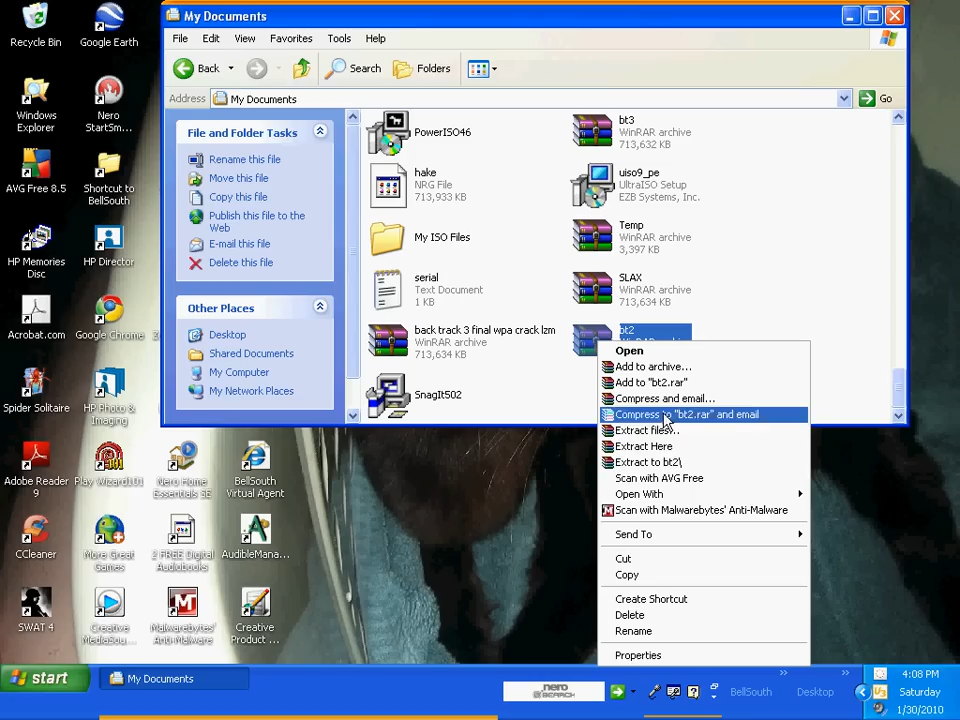 My Documents
File Edit View Favorites Tools Help
Back Search Folders
Address My Documents Go
File and Folder Tasks
Rename this file
Move this file
Copy this file
Publish this file to the
Web
E-mail this file
Delete this file
Other Places
Desktop
Shared Documents
My Computer
My Network Places
PowerISO46
bt3
WinRAR archive
713,632 KB
hake
NRG File
713,933 KB
uiso9_pe
UltraISO Setup
EZB Systems, Inc.
My ISO Files
Temp
WinRAR archive
3,397 KB
serial
Text Document
1 KB
SLAX
WinRAR archive
713,634 KB
back track 3 final wpa crack lzm
WinRAR archive
713,634 KB
bt2
SnagIt502
Open
Add to archive...
Add to "bt2.rar"
Compress and email...
Compress to "bt2.rar" and email
Extract files...
Extract Here
Extract to bt2\
Scan with AVG Free
Open With
Scan with Malwarebytes' Anti-Malware
Send To
Cut
Copy
Create Shortcut
Delete
Rename
Properties
Recycle Bin
Google Earth
Windows
Explorer
Nero
StartSm...
AVG Free 8.5
Shortcut to
BellSouth
HP Memories
Disc
HP Director
Acrobat.com
Google Chrome
Spider Solitaire
HP Photo &
Imaging
Adobe Reader
9
Play Wizard101
Nero Home
Essentials SE
BellSouth
Virtual Agent
CCleaner
More Great
Games
2 FREE Digital
Audiobooks
AudibleMana...
SWAT 4
Creative
MediaSou...
Malwarebytes'
Anti-Malware
Creative
Product ...
start
My Documents
nero
SEARCH
BellSouth
Desktop
4:08 PM
Saturday
1/30/2010